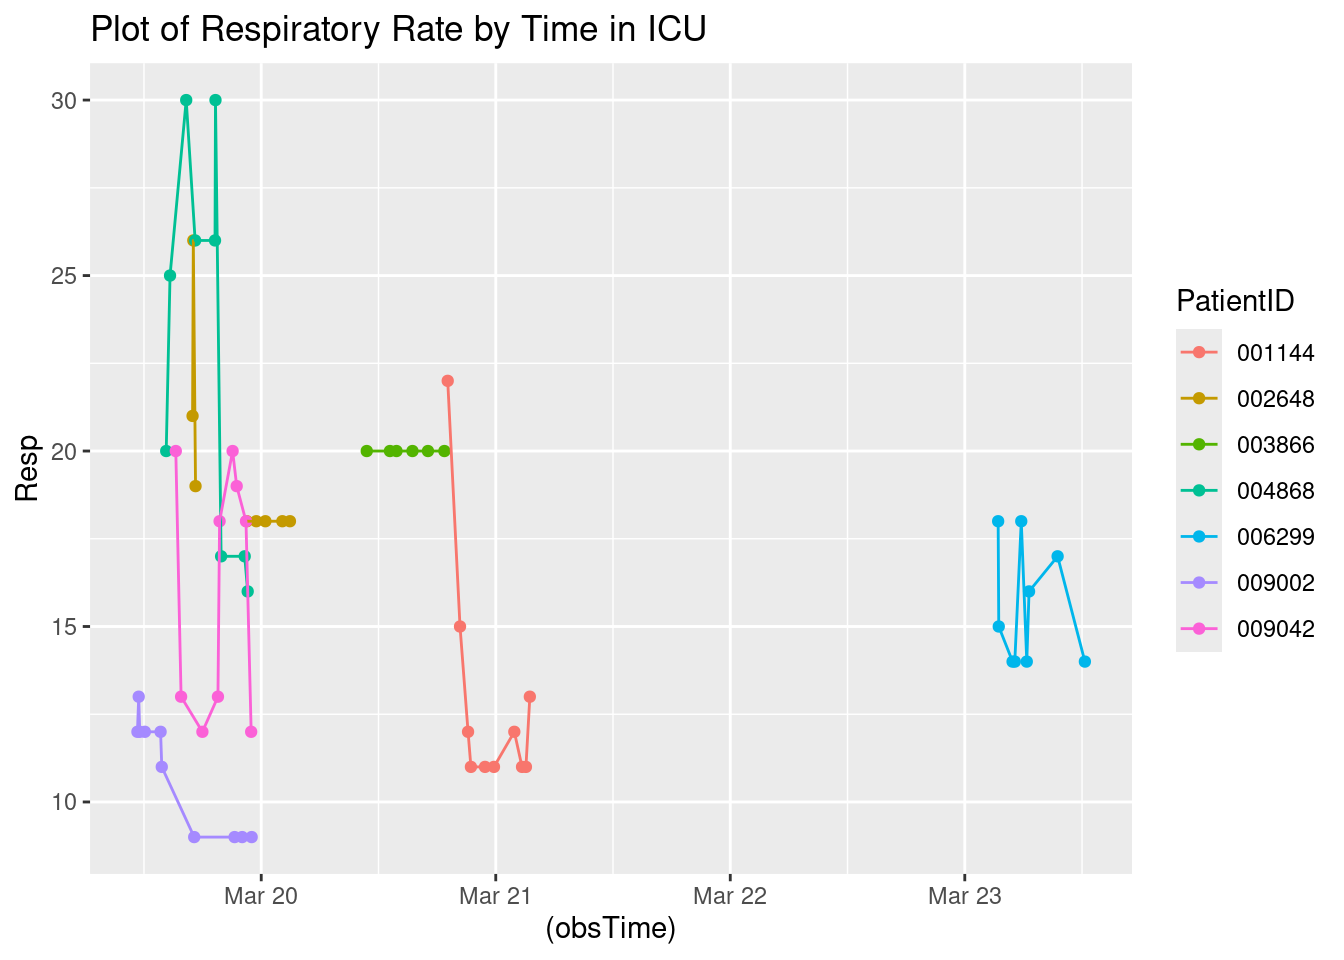 Plot of Respiratory Rate by Time in ICU
30
25
20
15
10
Resp
Mar 20
Mar 21
Mar 22
Mar 23
(obsTime)
PatientID
001144
002648
003866
004868
006299
009002
009042